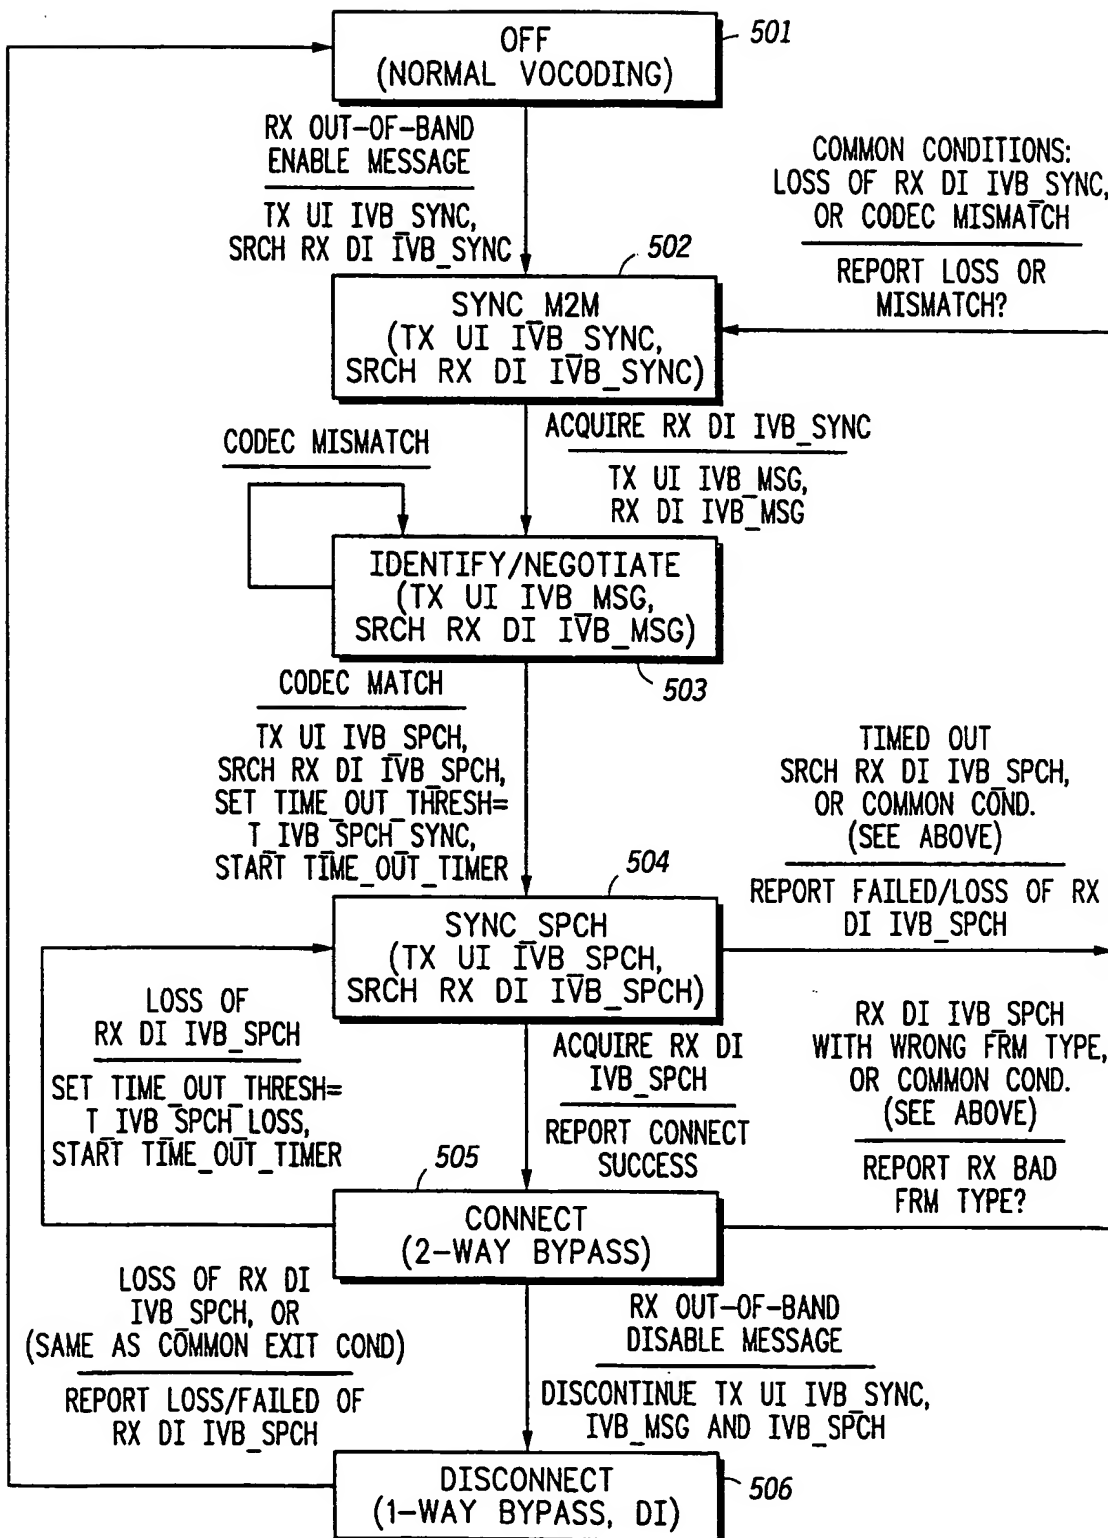 OFF
(NORMAL VOCODING)
501
RX OUT-OF-BAND
ENABLE MESSAGE
TX UI IVB_SYNC,
SRCH RX DI IVB_SYNC
COMMON CONDITIONS:
LOSS OF RX DI IVB_SYNC,
OR CODEC MISMATCH
REPORT LOSS OR
MISMATCH?
502
SYNC_M2M
(TX UI IVB_SYNC,
SRCH RX DI IVB_SYNC)
CODEC MISMATCH
ACQUIRE RX DI IVB_SYNC
TX UI IVB_MSG,
RX DI IVB_MSG
IDENTIFY/NEGOTIATE
(TX UI IVB_MSG,
SRCH RX DI IVB_MSG)
503
CODEC MATCH
TX UI IVB_SPCH,
SRCH RX DI IVB_SPCH,
SET TIME_OUT_THRESH=
T_IVB_SPCH_SYNC,
START TIME_OUT_TIMER
TIMED OUT
SRCH RX DI IVB_SPCH,
OR COMMON COND.
(SEE ABOVE)
REPORT FAILED/LOSS OF RX
DI IVB_SPCH
504
SYNC_SPCH
(TX UI IVB_SPCH,
SRCH RX DI IVB_SPCH)
LOSS OF
RX DI IVB_SPCH
SET TIME_OUT_THRESH=
T_IVB_SPCH_LOSS,
START TIME_OUT_TIMER
ACQUIRE RX DI
IVB_SPCH
REPORT CONNECT
SUCCESS
RX DI IVB_SPCH
WITH WRONG FRM TYPE,
OR COMMON COND.
(SEE ABOVE)
REPORT RX BAD
FRM TYPE?
505
CONNECT
(2-WAY BYPASS)
LOSS OF RX DI
IVB_SPCH, OR
(SAME AS COMMON EXIT COND)
REPORT LOSS/FAILED OF
RX DI IVB_SPCH
RX OUT-OF-BAND
DISABLE MESSAGE
DISCONTINUE TX UI IVB_SYNC,
IVB_MSG AND IVB_SPCH
DISCONNECT
(1-WAY BYPASS, DI)
506